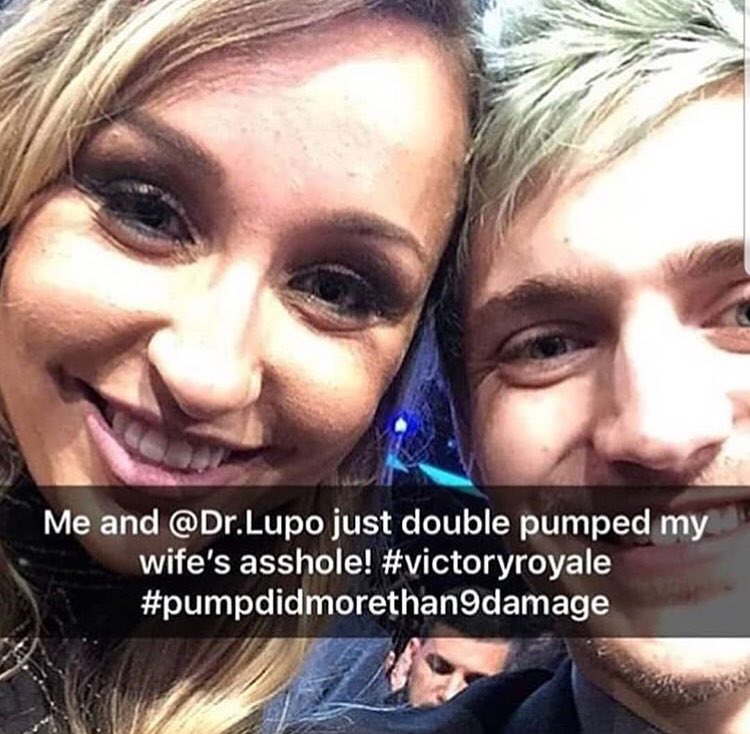 Me and @Dr.Lupo just double pumped my
wife's asshole! #victoryroyale
#pumpdidmorethan9damage